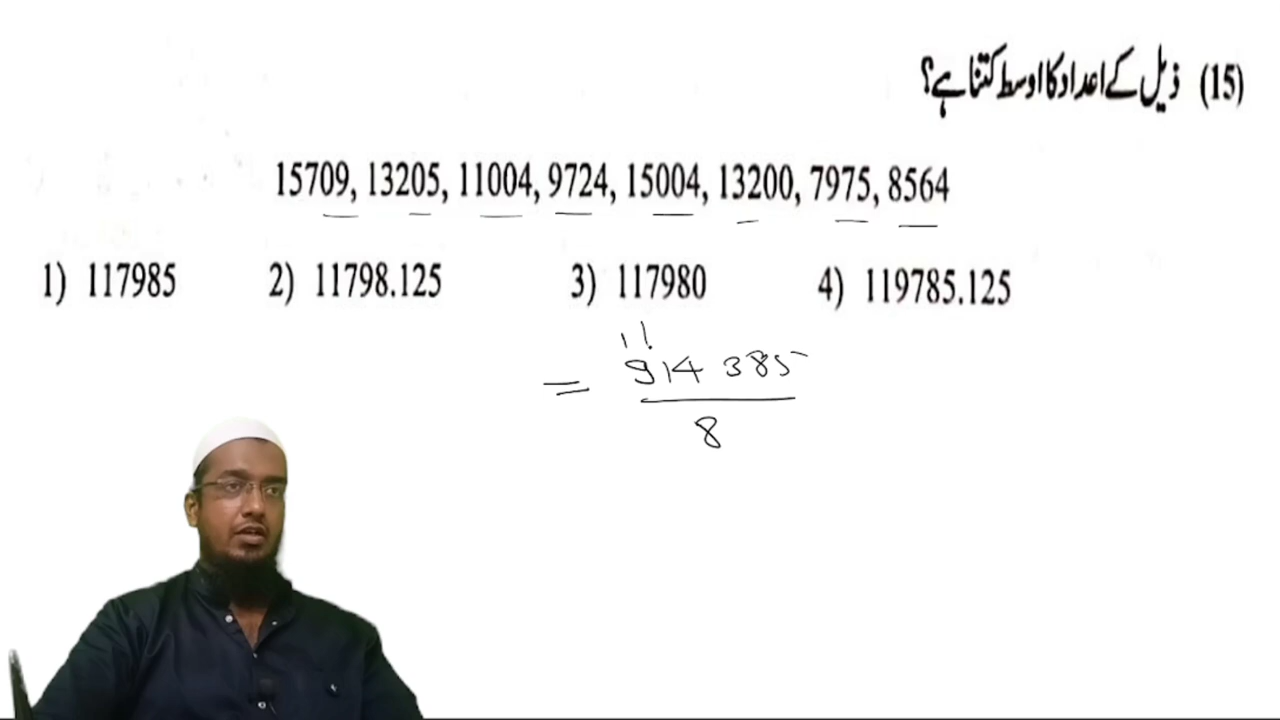 (15) ذیل کے اعداد کا اوسط کتنا ہے؟
15709, 13205, 11004, 9724, 15004, 13200, 7975, 8564
1) 117985 2) 11798.125 3) 117980 4) 119785.125
11
= 914385
8